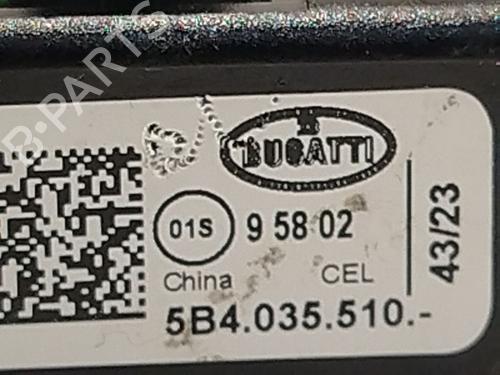 B-PARTS
B
BUGATTI
01S 9 58 02
43/23
China CEL
5B4.035.510.-